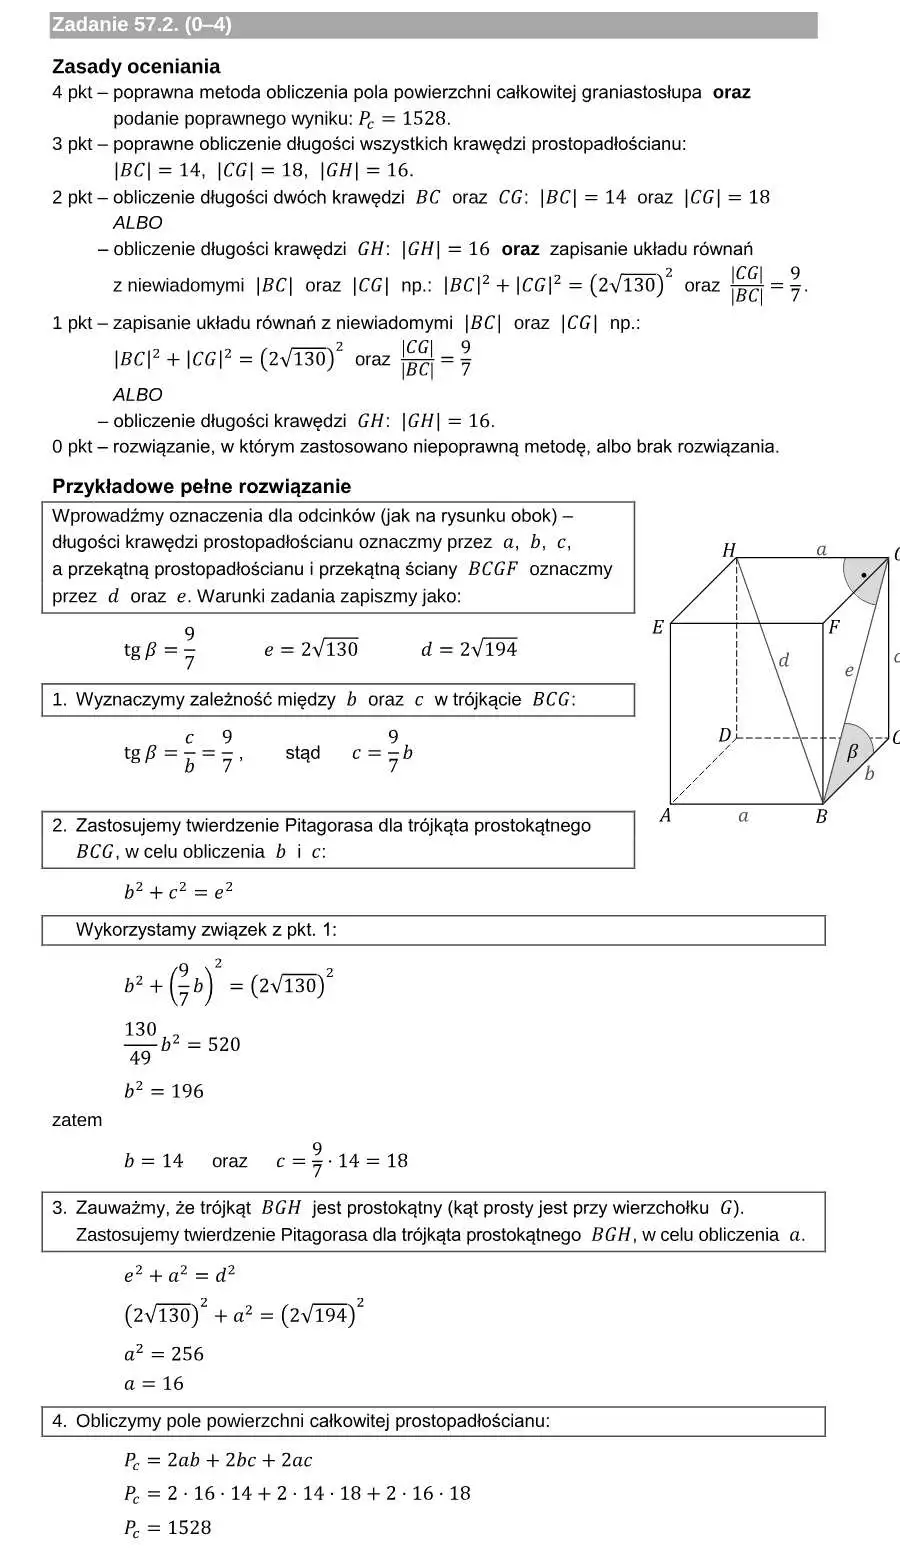 Zadanie 57.2. (0–4)
Zasady oceniania
4 pkt – poprawna metoda obliczenia pola powierzchni całkowitej graniastosłupa oraz
podanie poprawnego wyniku: P_c = 1528.
3 pkt – poprawne obliczenie długości wszystkich krawędzi prostopadłościanu:
|BC| = 14, |CG| = 18, |GH| = 16.
2 pkt – obliczenie długości dwóch krawędzi BC oraz CG: |BC| = 14 oraz |CG| = 18
ALBO
– obliczenie długości krawędzi GH: |GH| = 16 oraz zapisanie układu równań
z niewiadomymi |BC| oraz |CG| np.: |BC|² + |CG|² = (2√130)² oraz |CG|/|BC| = 9/7.
1 pkt – zapisanie układu równań z niewiadomymi |BC| oraz |CG| np.:
|BC|² + |CG|² = (2√130)² oraz |CG|/|BC| = 9/7
ALBO
– obliczenie długości krawędzi GH: |GH| = 16.
0 pkt – rozwiązanie, w którym zastosowano niepoprawną metodę, albo brak rozwiązania.
Przykładowe pełne rozwiązanie
Wprowadźmy oznaczenia dla odcinków (jak na rysunku obok) –
długości krawędzi prostopadłościanu oznaczmy przez a, b, c,
a przekątną prostopadłościanu i przekątną ściany BCGF oznaczmy
przez d oraz e. Warunki zadania zapiszmy jako:
tg β = 9/7 e = 2√130 d = 2√194
1. Wyznaczymy zależność między b oraz c w trójkącie BCG:
tg β = c/b = 9/7, stąd c = 9/7 b
2. Zastosujemy twierdzenie Pitagorasa dla trójkąta prostokątnego
BCG, w celu obliczenia b i c:
b² + c² = e²
H a
E F
d e
D β b
A a B
Wykorzystamy związek z pkt. 1:
b² + (9/7 b)² = (2√130)²
130/49 b² = 520
b² = 196
zatem
b = 14 oraz c = 9/7 · 14 = 18
3. Zauważmy, że trójkąt BGH jest prostokątny (kąt prosty jest przy wierzchołku G).
Zastosujemy twierdzenie Pitagorasa dla trójkąta prostokątnego BGH, w celu obliczenia a.
e² + a² = d²
(2√130)² + a² = (2√194)²
a² = 256
a = 16
4. Obliczymy pole powierzchni całkowitej prostopadłościanu:
P_c = 2ab + 2bc + 2ac
P_c = 2 · 16 · 14 + 2 · 14 · 18 + 2 · 16 · 18
P_c = 1528